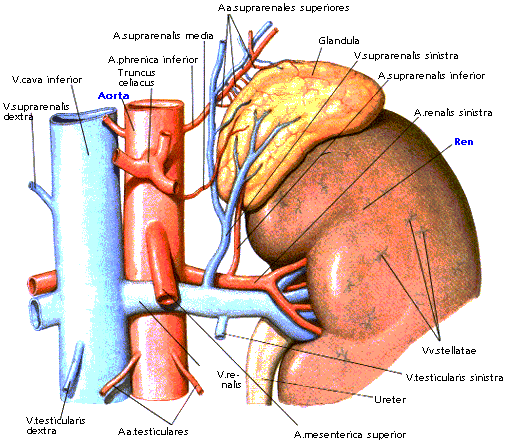 Aa.suprarenales superiores
A.suprarenalis media
Glandula
A.phrenica inferior
V.suprarenalis sinistra
Truncus
celiacus
A.suprarenalis inferior
V.cava inferior
Aorta
V.suprarenalis
dextra
A.renalis sinistra
Ren
Vv.stellatae
V.re-
nalis
V.testicularis sinistra
Ureter
V.testicularis
dextra
Aa.testiculares
A.mesenterica superior